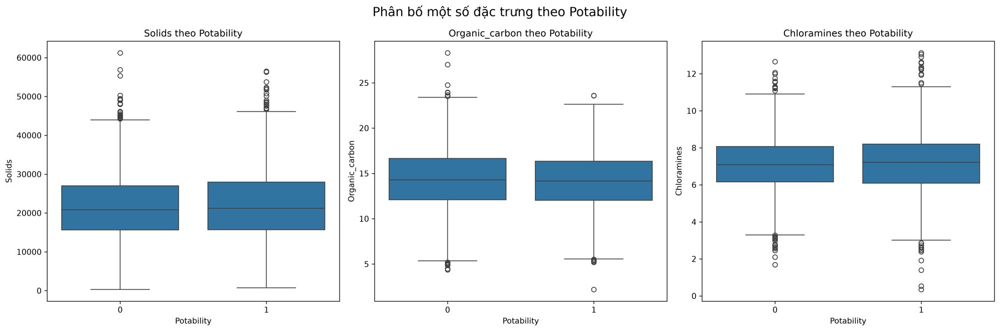 Phân bố một số đặc trưng theo Potability
Solids theo Potability
Solids
60000
50000
40000
30000
20000
10000
0
0 1
Potability
Organic_carbon theo Potability
Organic_carbon
25
20
15
10
5
0 1
Potability
Chloramines theo Potability
Chloramines
12
10
8
6
4
2
0
0 1
Potability